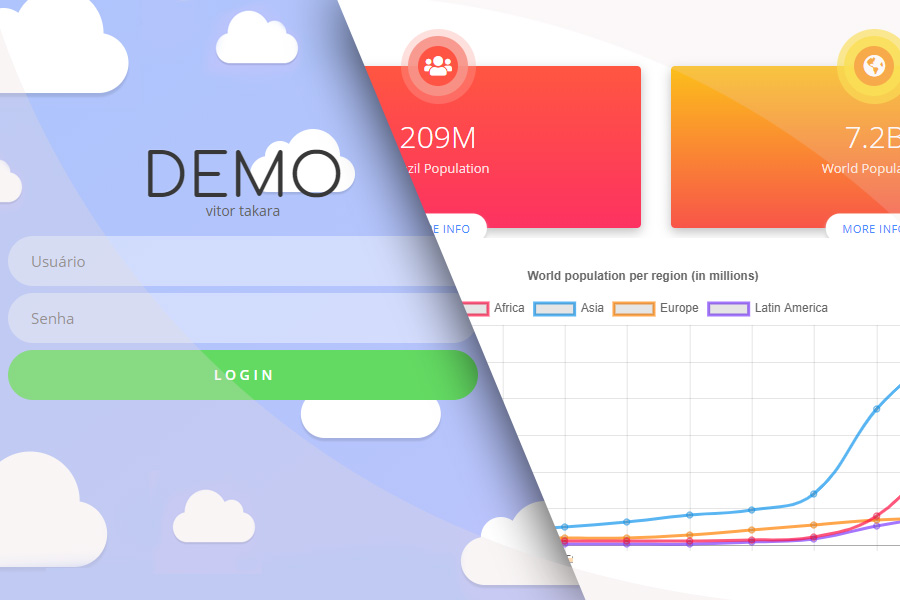 DEMO
vitor takara
Usuário
Senha
LOGIN
209M
zil Population
E INFO
7.2B
World Popula
MORE INFO
World population per region (in millions)
Africa
Asia
Europe
Latin America